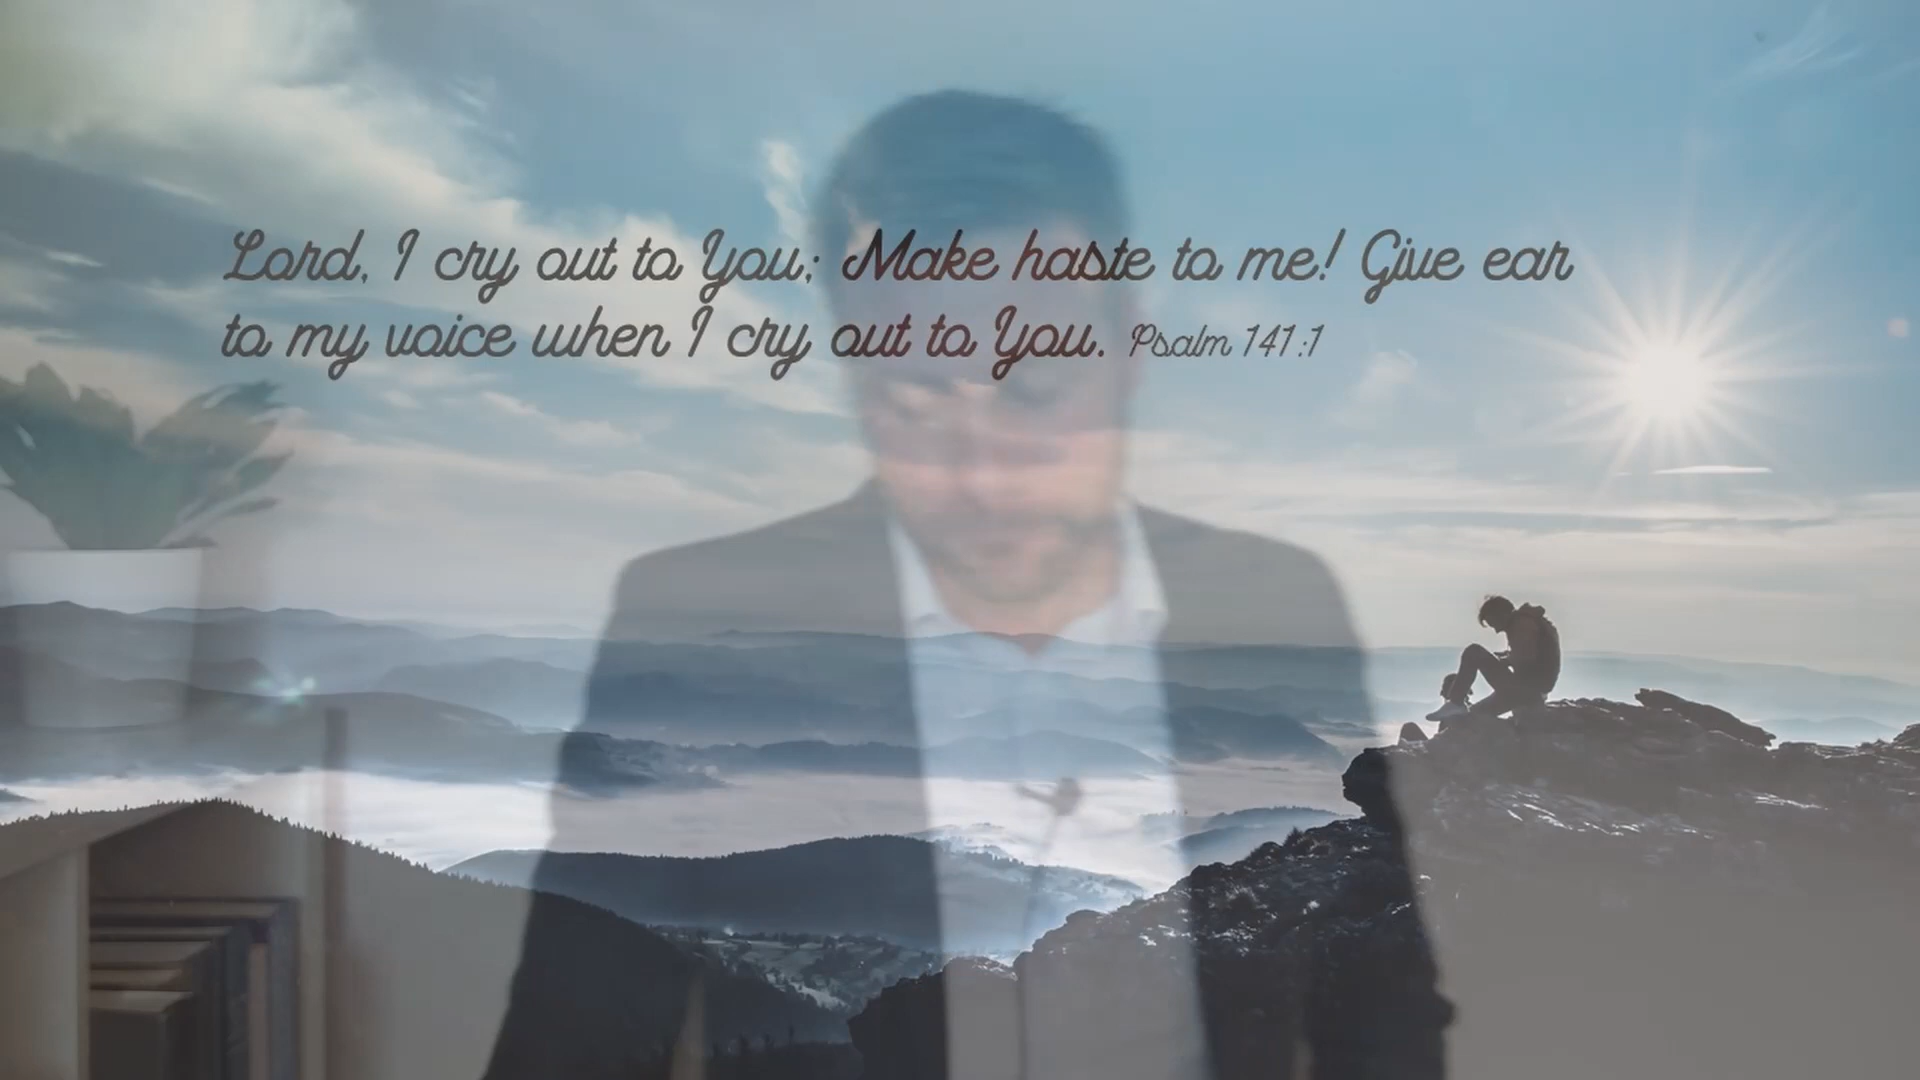 Lord, I cry out to You; Make haste to me! Give ear
to my voice when I cry out to You. Psalm 141:1